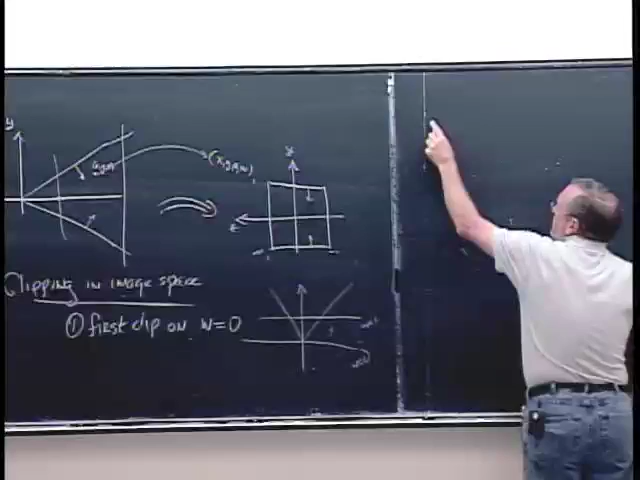 y
(x,y,z,w)
Clipping in image space
① first clip on w=0